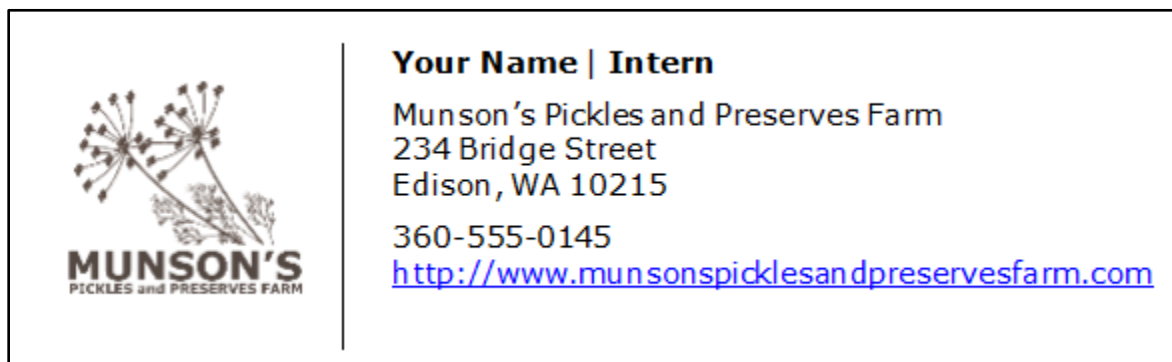 MUNSON'S
PICKLES and PRESERVES FARM
Your Name | Intern
Munson’s Pickles and Preserves Farm
234 Bridge Street
Edison, WA 10215
360-555-0145
http://www.munsonspicklesandpreservesfarm.com